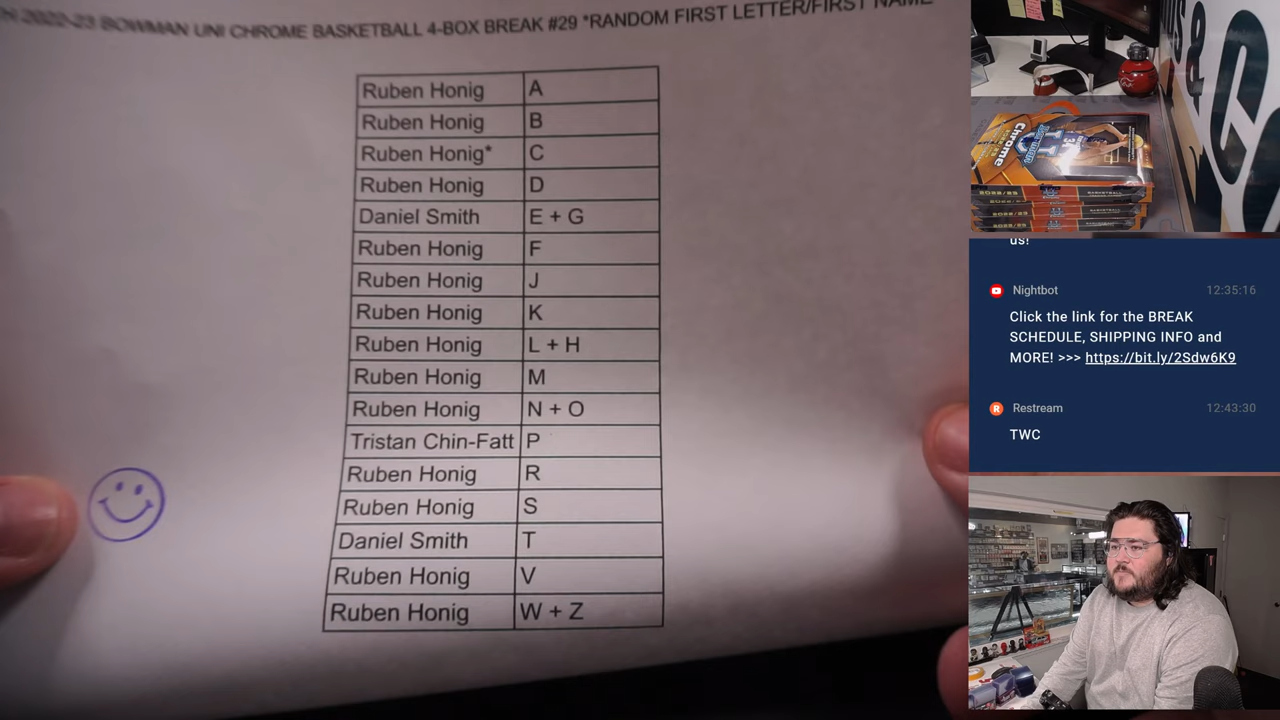 2022-23 BOWMAN UNI CHROME BASKETBALL 4-BOX BREAK #29 *RANDOM FIRST LETTER/FIRST NAME
Ruben Honig A
Ruben Honig B
Ruben Honig* C
Ruben Honig D
Daniel Smith E + G
Ruben Honig F
Ruben Honig J
Ruben Honig K
Ruben Honig L + H
Ruben Honig M
Ruben Honig N + O
Tristan Chin-Fatt P
Ruben Honig R
Ruben Honig S
Daniel Smith T
Ruben Honig V
Ruben Honig W + Z
Chrome
us!
Nightbot 12:35:16
Click the link for the BREAK
SCHEDULE, SHIPPING INFO and
MORE! >>> https://bit.ly/2Sdw6K9
Restream 12:43:30
TWC